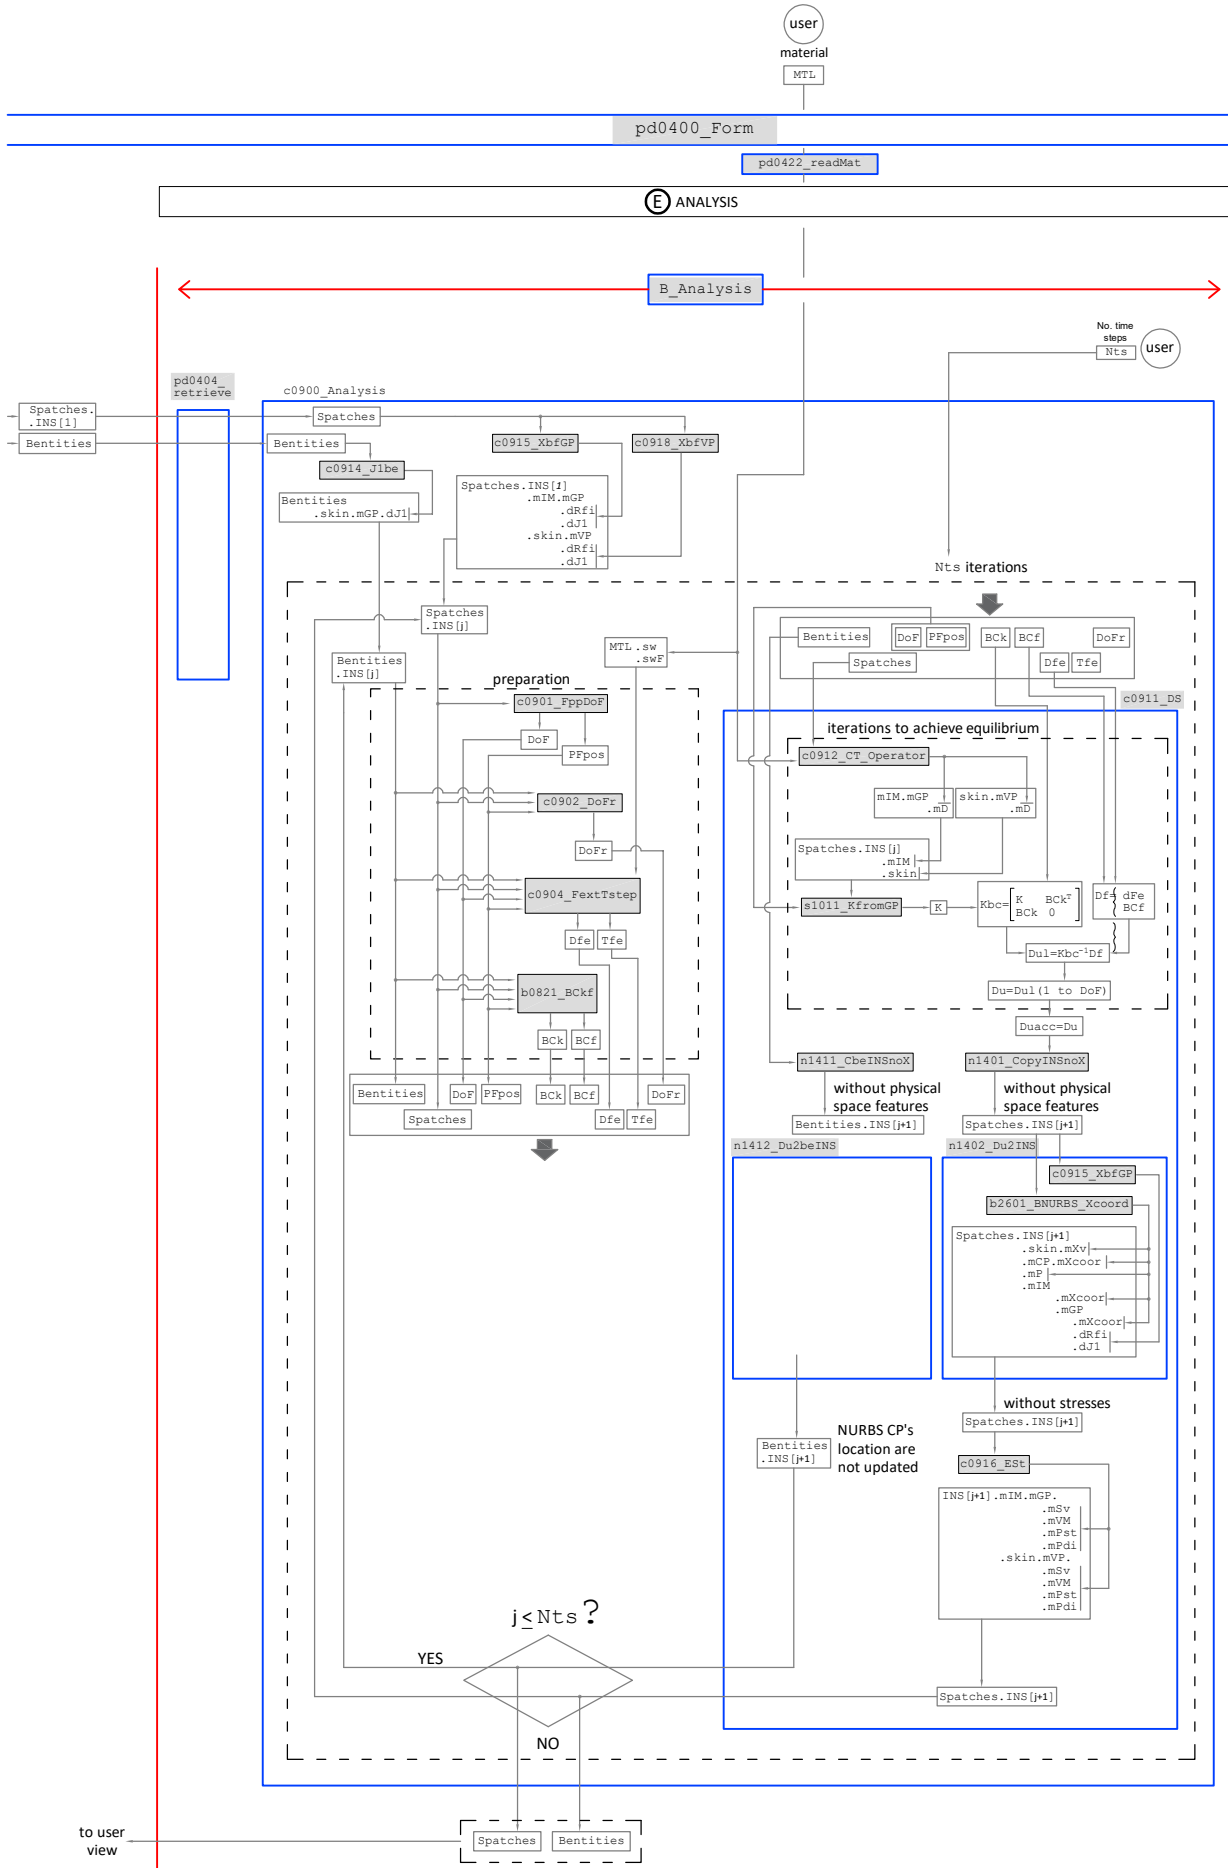 user
material
MTL
pd0400_Form
pd0422_readMat
E ANALYSIS
B_Analysis
No. time
steps
Nts
user
pd0404_
retrieve
c0900_Analysis
Spatches.
.INS[1]
Bentities
Spatches
Bentities
c0914_J1be
c0915_XbfGP
c0918_XbfVP
Bentities
.skin.mGP.dJ1
Spatches.INS[1]
.mIM.mGP
.dRfi
.dJ1
.skin.mVP
.dRfi
.dJ1
Nts iterations
Spatches
.INS[j]
Bentities
.INS[j]
MTL.sw
.swF
Bentities
DoF
PFpos
BCk
BCf
DoFr
Spatches
Dfe
Tfe
preparation
c0901_FppDoF
DoF
PFpos
c0902_DoFr
DoFr
c0904_FextTstep
Dfe
Tfe
b0821_BCkf
BCk
BCf
Bentities
DoF
PFpos
BCk
BCf
DoFr
Spatches
Dfe
Tfe
c0911_DS
iterations to achieve equilibrium
c0912_CT_Operator
mIM.mGP
.mD
skin.mVP
.mD
Spatches.INS[j]
.mIM
.skin
s1011_KfromGP
K
Kbc=[K BCkᵀ
BCk 0]
Df={dFe
BCf}
Dul=Kbc⁻¹Df
Du=Dul(1 to DoF)
Duacc=Du
n1411_CbeINSnoX
without physical
space features
Bentities.INS[j+1]
n1401_CopyINSnoX
without physical
space features
Spatches.INS[j+1]
n1412_Du2beINS
n1402_Du2INS
c0915_XbfGP
b2601_BNURBS_Xcoord
Spatches.INS[j+1]
.skin.mXv
.mCP.mXcoor
.mP
.mIM
.mXcoor
.mGP
.mXcoor
.dRfi
.dJ1
without stresses
Spatches.INS[j+1]
Bentities
.INS[j+1]
NURBS CP's
location are
not updated
c0916_ESt
INS[j+1].mIM.mGP.
.mSv
.mVM
.mPst
.mPdi
.skin.mVP.
.mSv
.mVM
.mPst
.mPdi
Spatches.INS[j+1]
j≤Nts?
YES
NO
to user
view
Spatches
Bentities